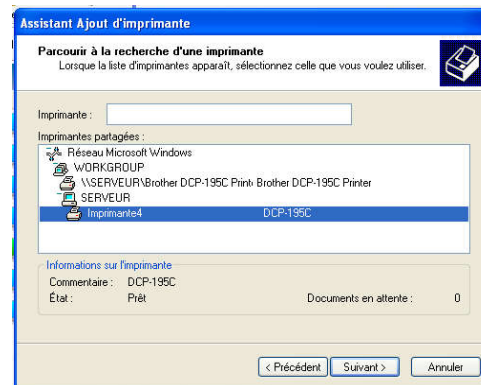 Assistant Ajout d'imprimante
Parcourir à la recherche d'une imprimante
Lorsque la liste d'imprimantes apparaît, sélectionnez celle que vous voulez utiliser.
Imprimante :
Imprimantes partagées :
Réseau Microsoft Windows
WORKGROUP
\\SERVEUR\Brother DCP-195C Print Brother DCP-195C Printer
SERVEUR
Imprimante4 DCP-195C
Informations sur l'imprimante
Commentaire : DCP-195C
État : Prêt Documents en attente : 0
< Précédent Suivant > Annuler